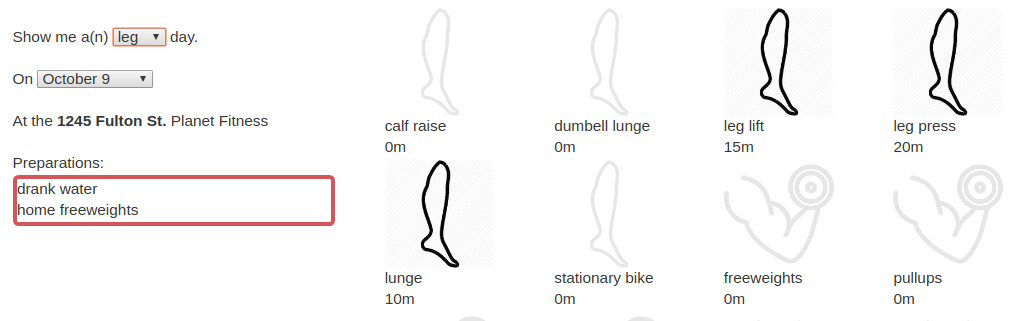 Show me a(n) leg day.
On October 9
At the 1245 Fulton St. Planet Fitness
Preparations:
drank water
home freeweights
calf raise
0m
dumbell lunge
0m
leg lift
15m
leg press
20m
lunge
10m
stationary bike
0m
freeweights
0m
pullups
0m